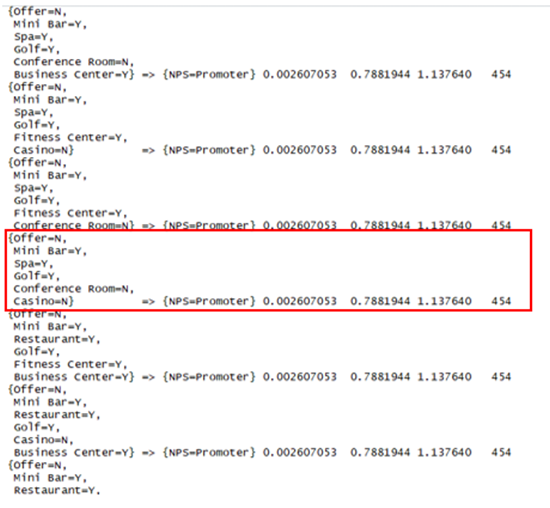 {Offer=N,
Mini Bar=Y,
Spa=Y,
Golf=Y,
Conference Room=N,
Business Center=Y} => {NPS=Promoter} 0.002607053 0.7881944 1.137640 454
{Offer=N,
Mini Bar=Y,
Spa=Y,
Golf=Y,
Fitness Center=Y,
Casino=N} => {NPS=Promoter} 0.002607053 0.7881944 1.137640 454
{Offer=N,
Mini Bar=Y,
Spa=Y,
Golf=Y,
Fitness Center=Y,
Conference Room=N} => {NPS=Promoter} 0.002607053 0.7881944 1.137640 454
{Offer=N,
Mini Bar=Y,
Spa=Y,
Golf=Y,
Conference Room=N,
Casino=N} => {NPS=Promoter} 0.002607053 0.7881944 1.137640 454
{Offer=N,
Mini Bar=Y,
Restaurant=Y,
Golf=Y,
Fitness Center=Y,
Business Center=Y} => {NPS=Promoter} 0.002607053 0.7881944 1.137640 454
{Offer=N,
Mini Bar=Y,
Restaurant=Y,
Golf=Y,
Casino=N,
Business Center=Y} => {NPS=Promoter} 0.002607053 0.7881944 1.137640 454
{Offer=N,
Mini Bar=Y,
Restaurant=Y,